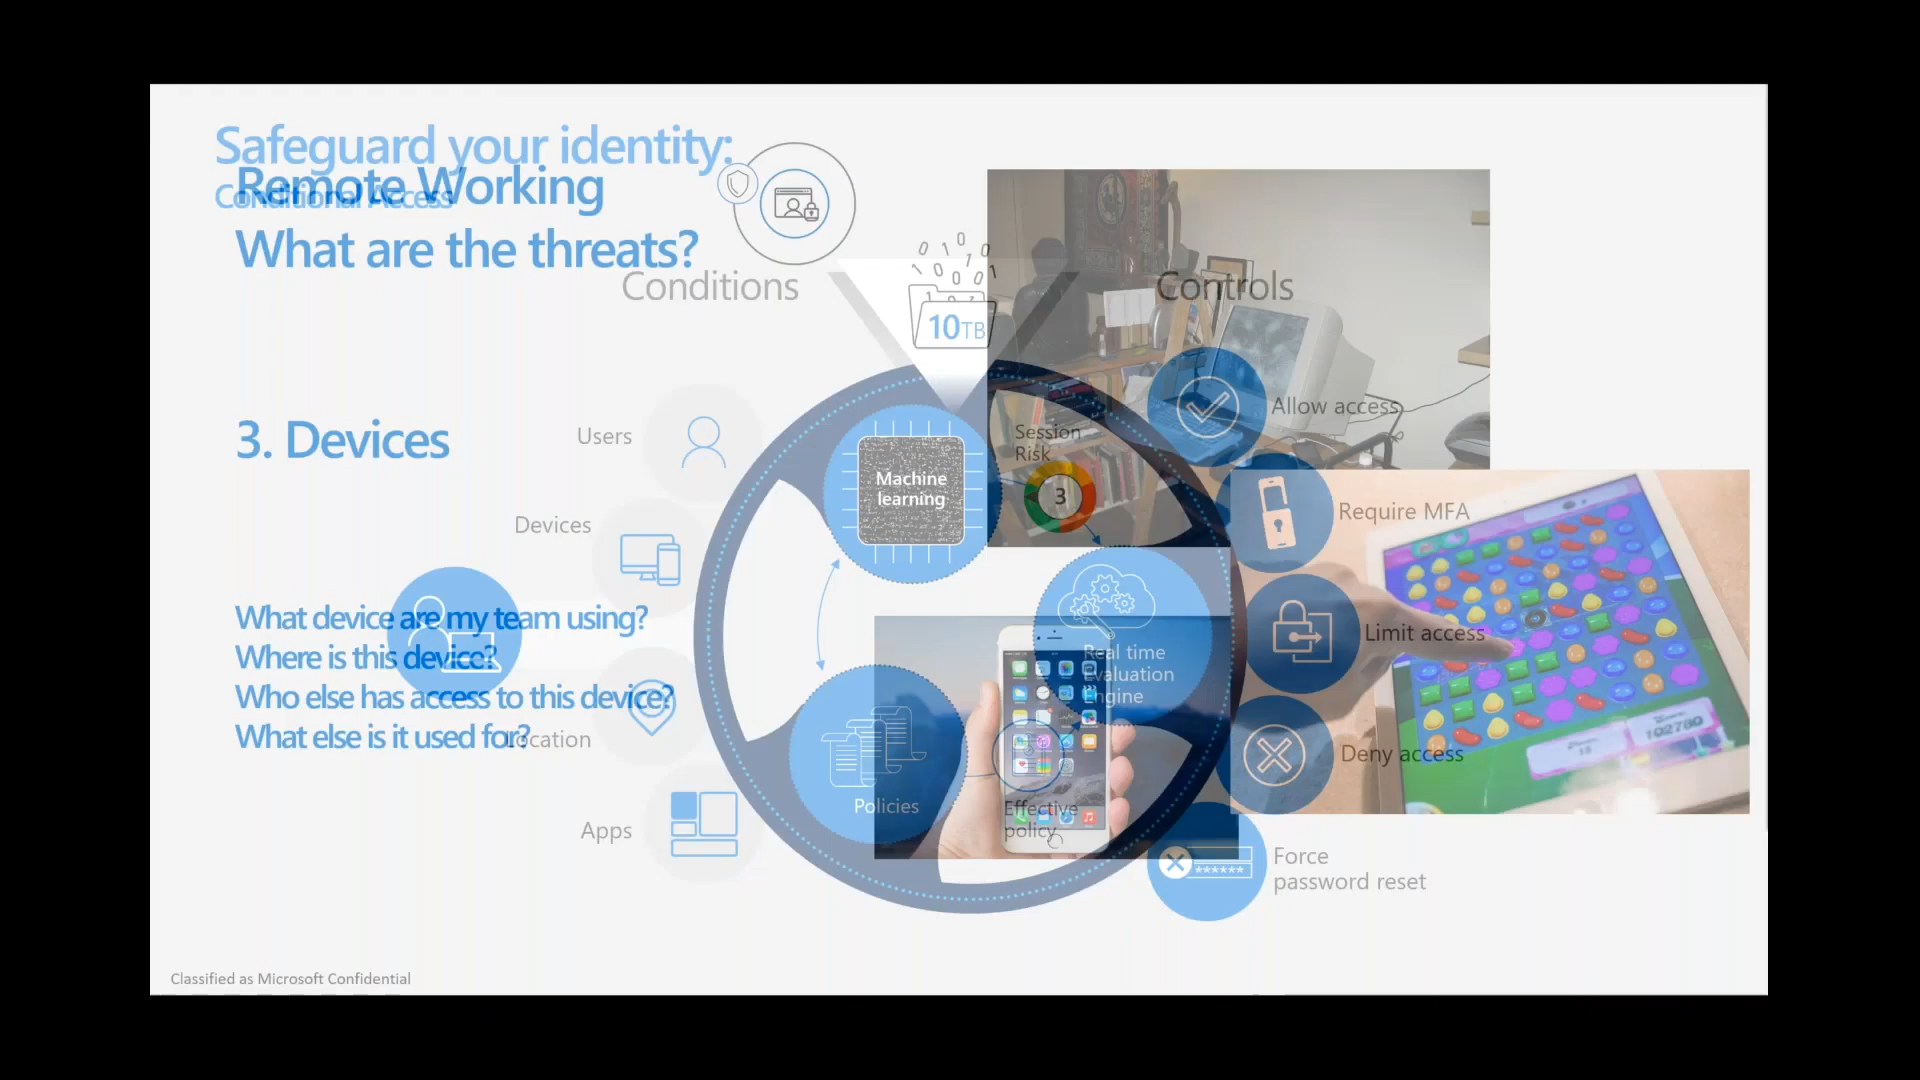 Safeguard your identity:
Conditional Access
Remote Working
What are the threats?
Conditions
Controls
10TB
3. Devices
Users
Devices
Location
Apps
Machine
learning
Session
Risk
3
Real time
Evaluation
Engine
Policies
Effective
policy
Allow access
Require MFA
Limit access
Deny access
Force
password reset
******
What device are my team using?
Where is this device?
Who else has access to this device?
What else is it used for?
102780
Classified as Microsoft Confidential